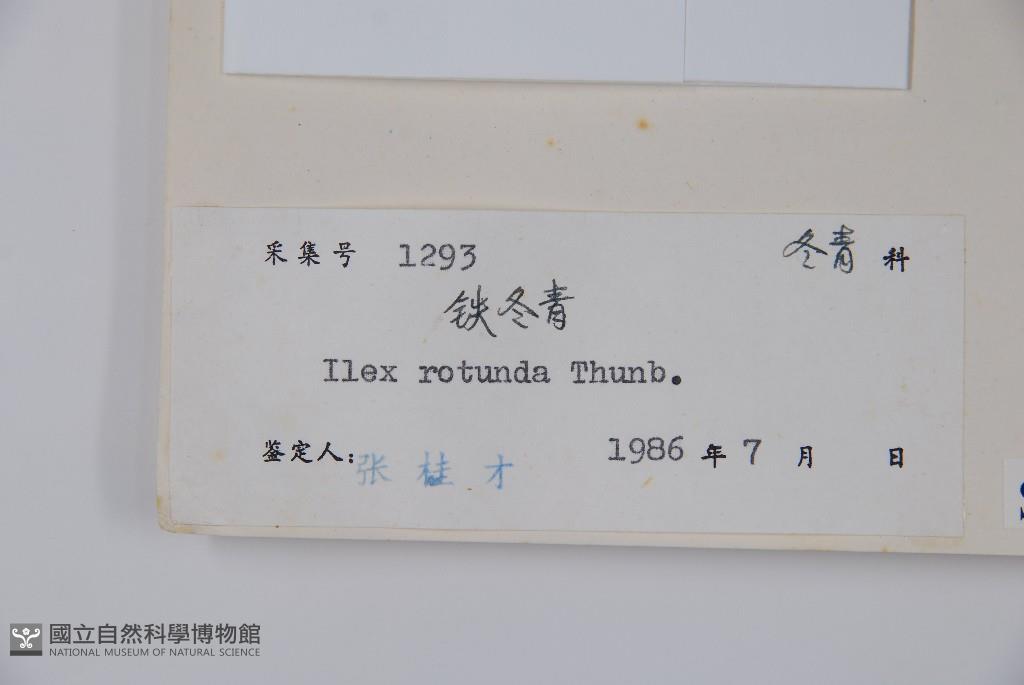 采集号 1293 冬青 科
铁冬青
Ilex rotunda Thunb.
鉴定人: 张桂才 1986 年 7 月 日
國立自然科學博物館
NATIONAL MUSEUM OF NATURAL SCIENCE